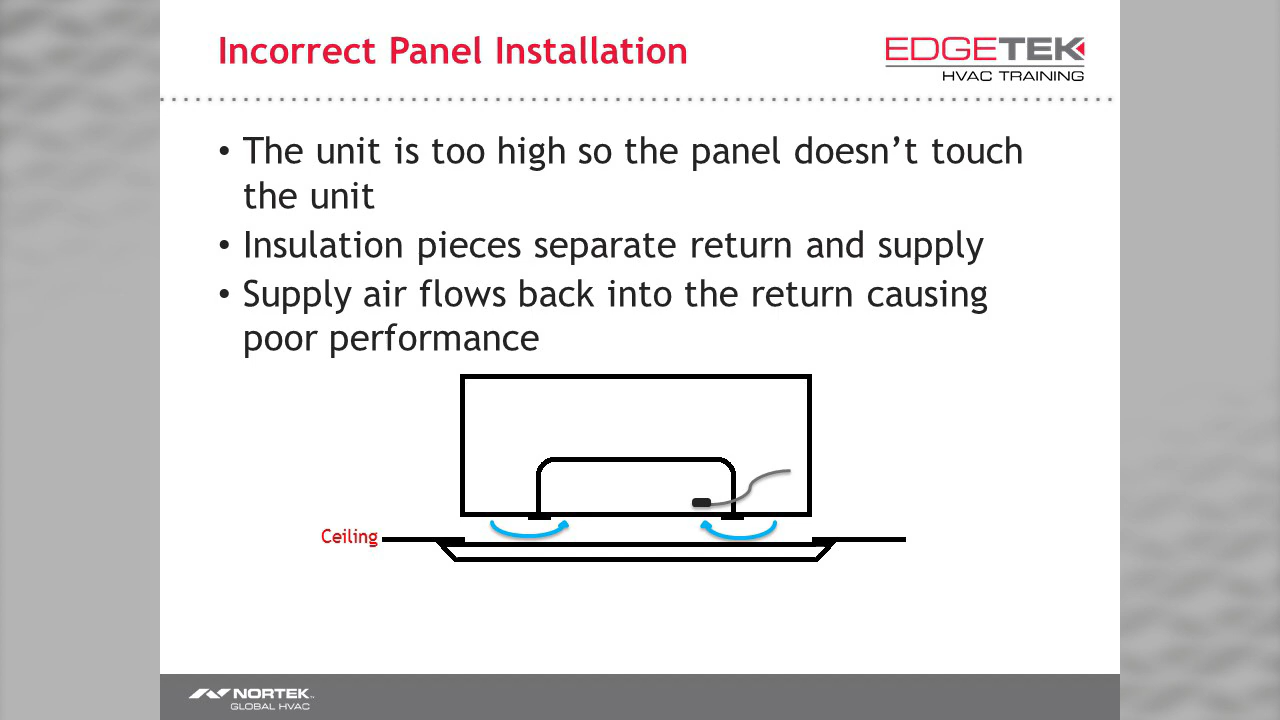 Incorrect Panel Installation
EDGETEK
HVAC TRAINING
• The unit is too high so the panel doesn’t touch
the unit
• Insulation pieces separate return and supply
• Supply air flows back into the return causing
poor performance
Ceiling
NORTEK
GLOBAL HVAC